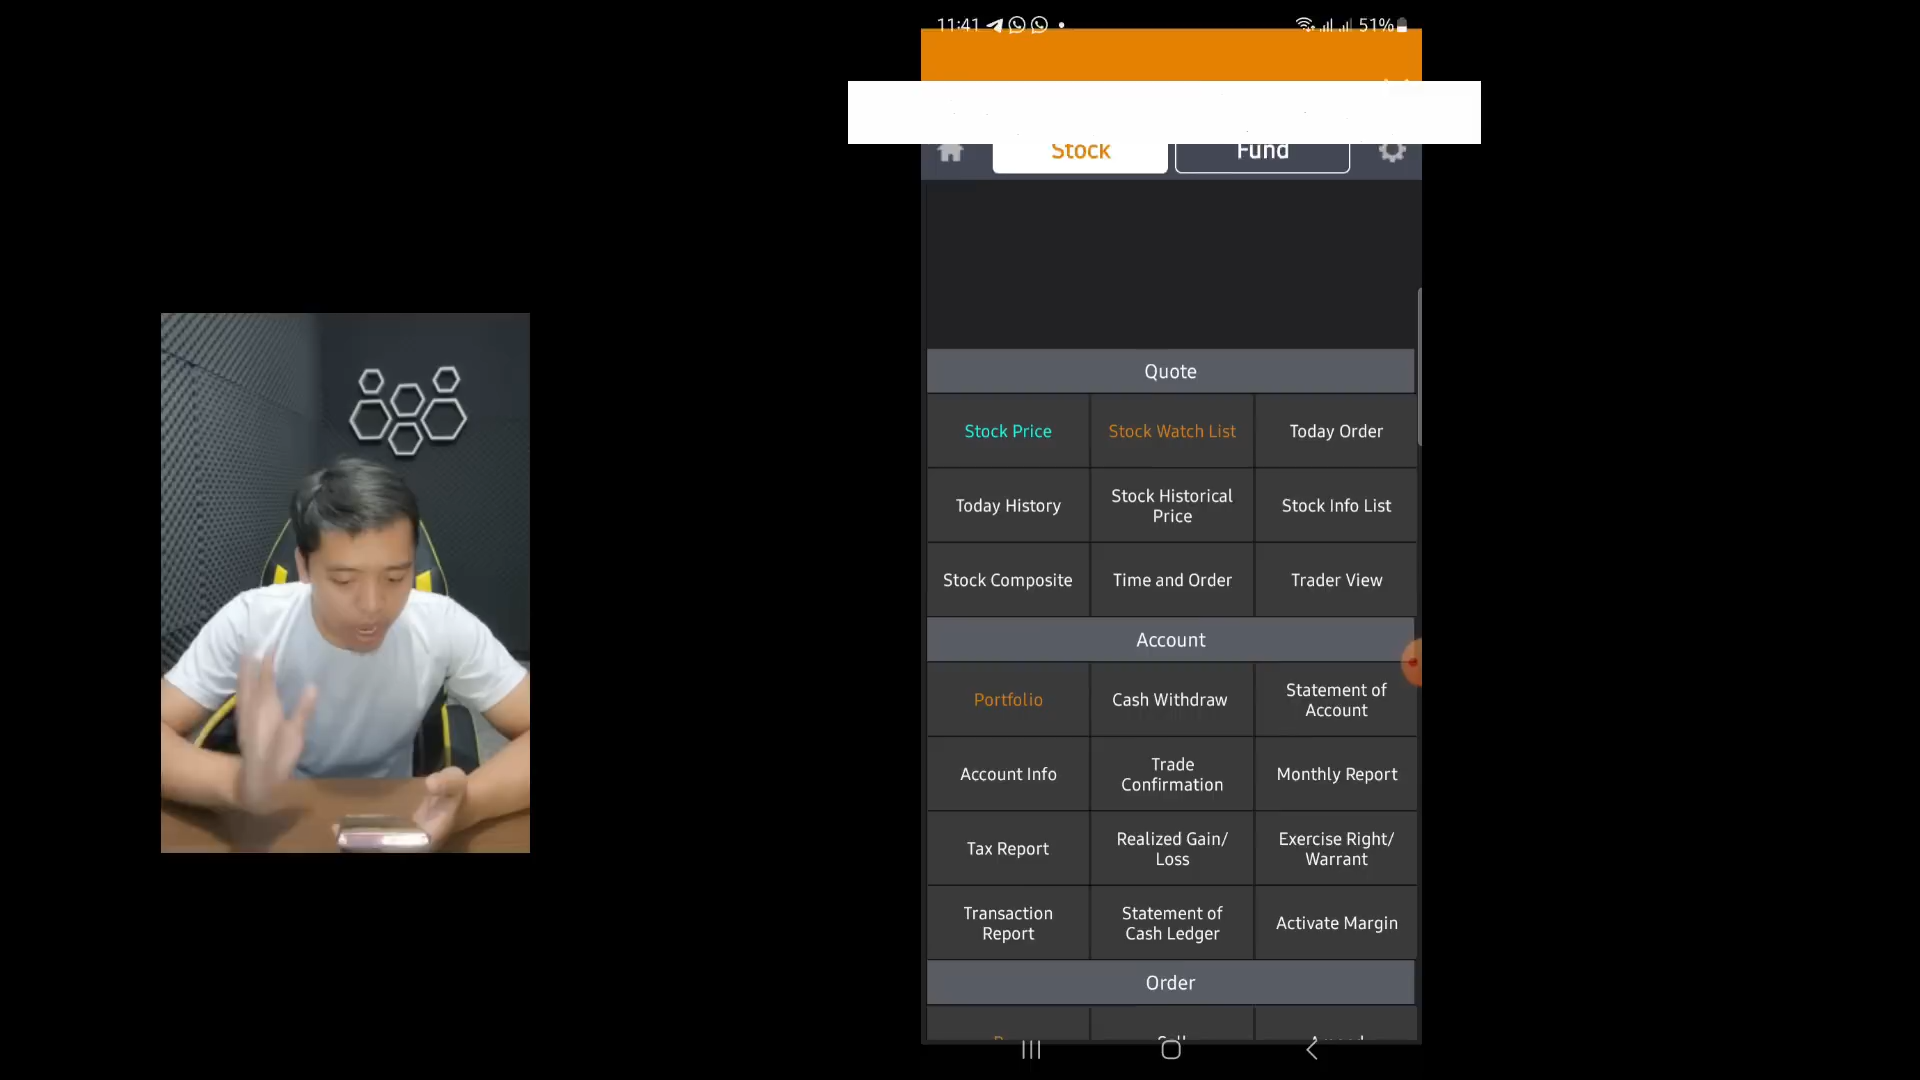 11:41
51%
Stock
Fund
Quote
Stock Price
Stock Watch List
Today Order
Today History
Stock Historical
Price
Stock Info List
Stock Composite
Time and Order
Trader View
Account
Portfolio
Cash Withdraw
Statement of
Account
Account Info
Trade
Confirmation
Monthly Report
Tax Report
Realized Gain/
Loss
Exercise Right/
Warrant
Transaction
Report
Statement of
Cash Ledger
Activate Margin
Order